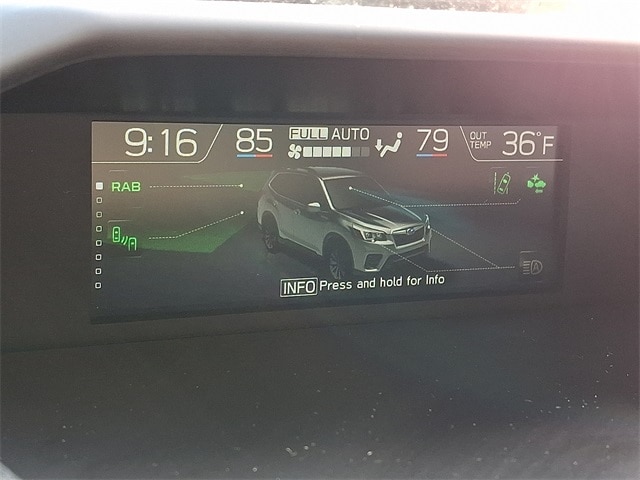 9:16 85 FULL AUTO 79 OUT TEMP 36°F
RAB
A
INFO Press and hold for Info